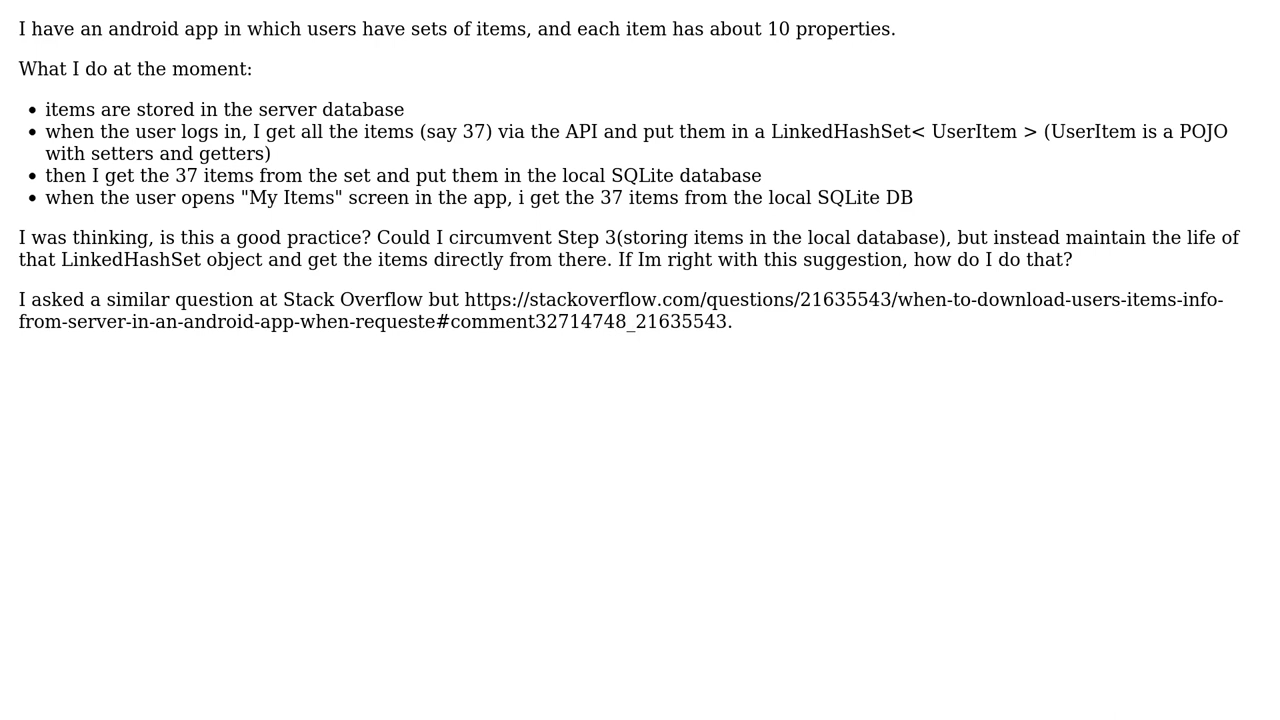 I have an android app in which users have sets of items, and each item has about 10 properties.
What I do at the moment:
• items are stored in the server database
• when the user logs in, I get all the items (say 37) via the API and put them in a LinkedHashSet< UserItem > (UserItem is a POJO
with setters and getters)
• then I get the 37 items from the set and put them in the local SQLite database
• when the user opens "My Items" screen in the app, i get the 37 items from the local SQLite DB
I was thinking, is this a good practice? Could I circumvent Step 3(storing items in the local database), but instead maintain the life of
that LinkedHashSet object and get the items directly from there. If Im right with this suggestion, how do I do that?
I asked a similar question at Stack Overflow but https://stackoverflow.com/questions/21635543/when-to-download-users-items-info-
from-server-in-an-android-app-when-requeste#comment32714748_21635543.